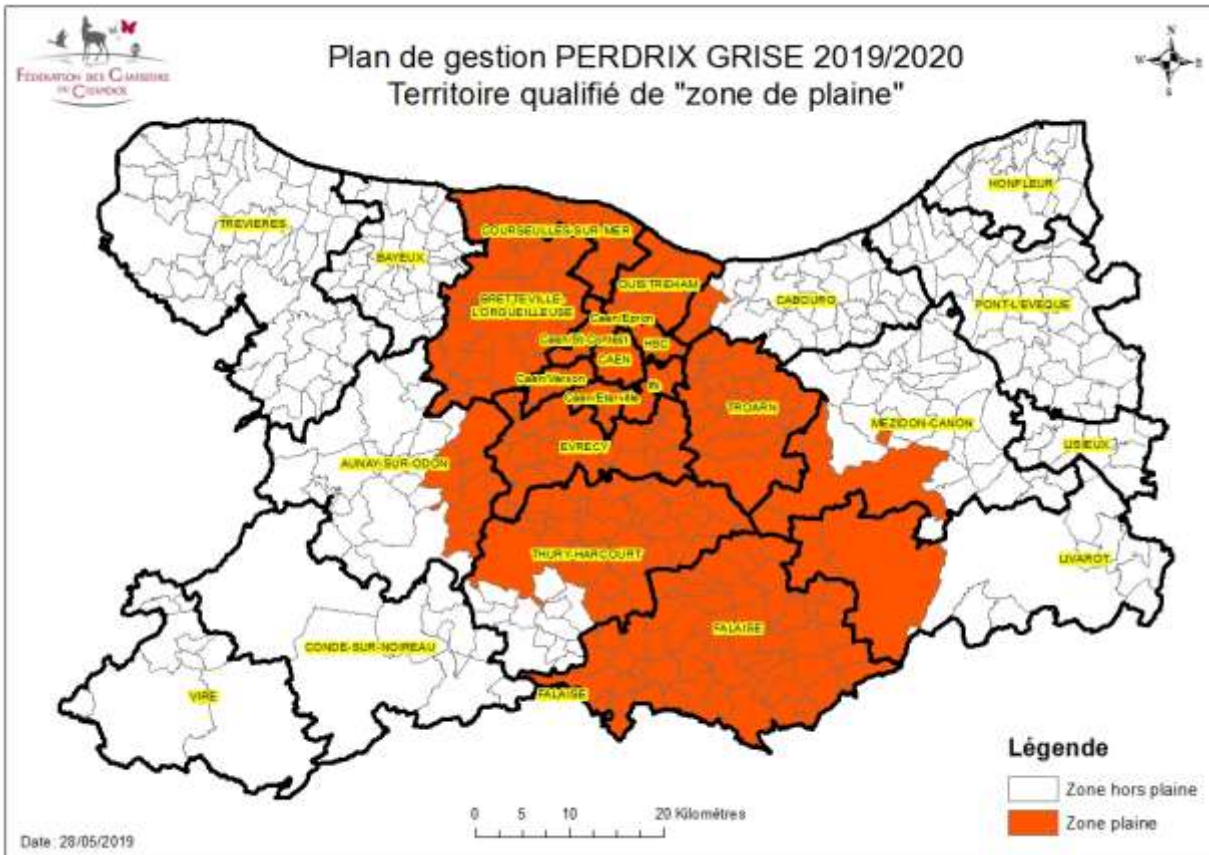 FÉDÉRATION DES CHASSEURS
DU CALVADOS
Plan de gestion PERDRIX GRISE 2019/2020
Territoire qualifié de "zone de plaine"
N
W
E
S
HONFLEUR
TREVIERES
COURSEULLES-SUR-MER
BAYEUX
OUISTREHAM
BRETTEVILLE-
L'ORGUEILLEUSE
CABOURG
PONT-L'EVEQUE
Caen/Epron
Caen/St-Contest
HSC
CAEN
Caen/Verson
IFS
Caen/Eterville
TROARN
MEZIDON-CANON
EVRECY
LISIEUX
AUNAY-SUR-ODON
THURY-HARCOURT
LIVAROT
FALAISE
CONDE-SUR-NOIREAU
VIRE
FALAISE
Légende
Zone hors plaine
Zone plaine
0 5 10 20 Kilomètres
Date: 28/05/2019